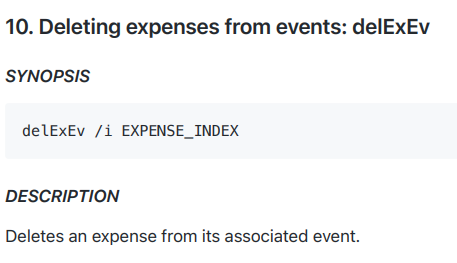 10. Deleting expenses from events: delExEv
SYNOPSIS
delExEv /i EXPENSE_INDEX
DESCRIPTION
Deletes an expense from its associated event.